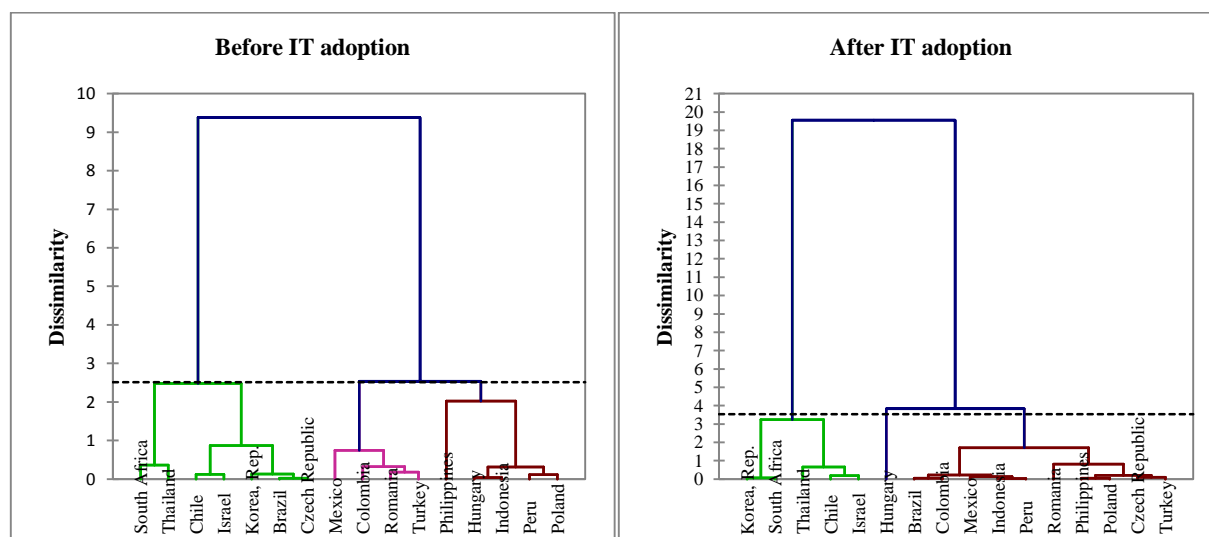 Before IT adoption
10
9
8
7
6
5
4
3
2
1
0
Dissimilarity
South Africa
Thailand
Chile
Israel
Korea, Rep.
Brazil
Czech Republic
Mexico
Colombia
Romania
Turkey
Philippines
Hungary
Indonesia
Peru
Poland
After IT adoption
21
20
19
18
17
16
15
14
13
12
11
10
9
8
7
6
5
4
3
2
1
0
Dissimilarity
Korea, Rep.
South Africa
Thailand
Chile
Israel
Hungary
Brazil
Colombia
Mexico
Indonesia
Peru
Romania
Philippines
Poland
Czech Republic
Turkey